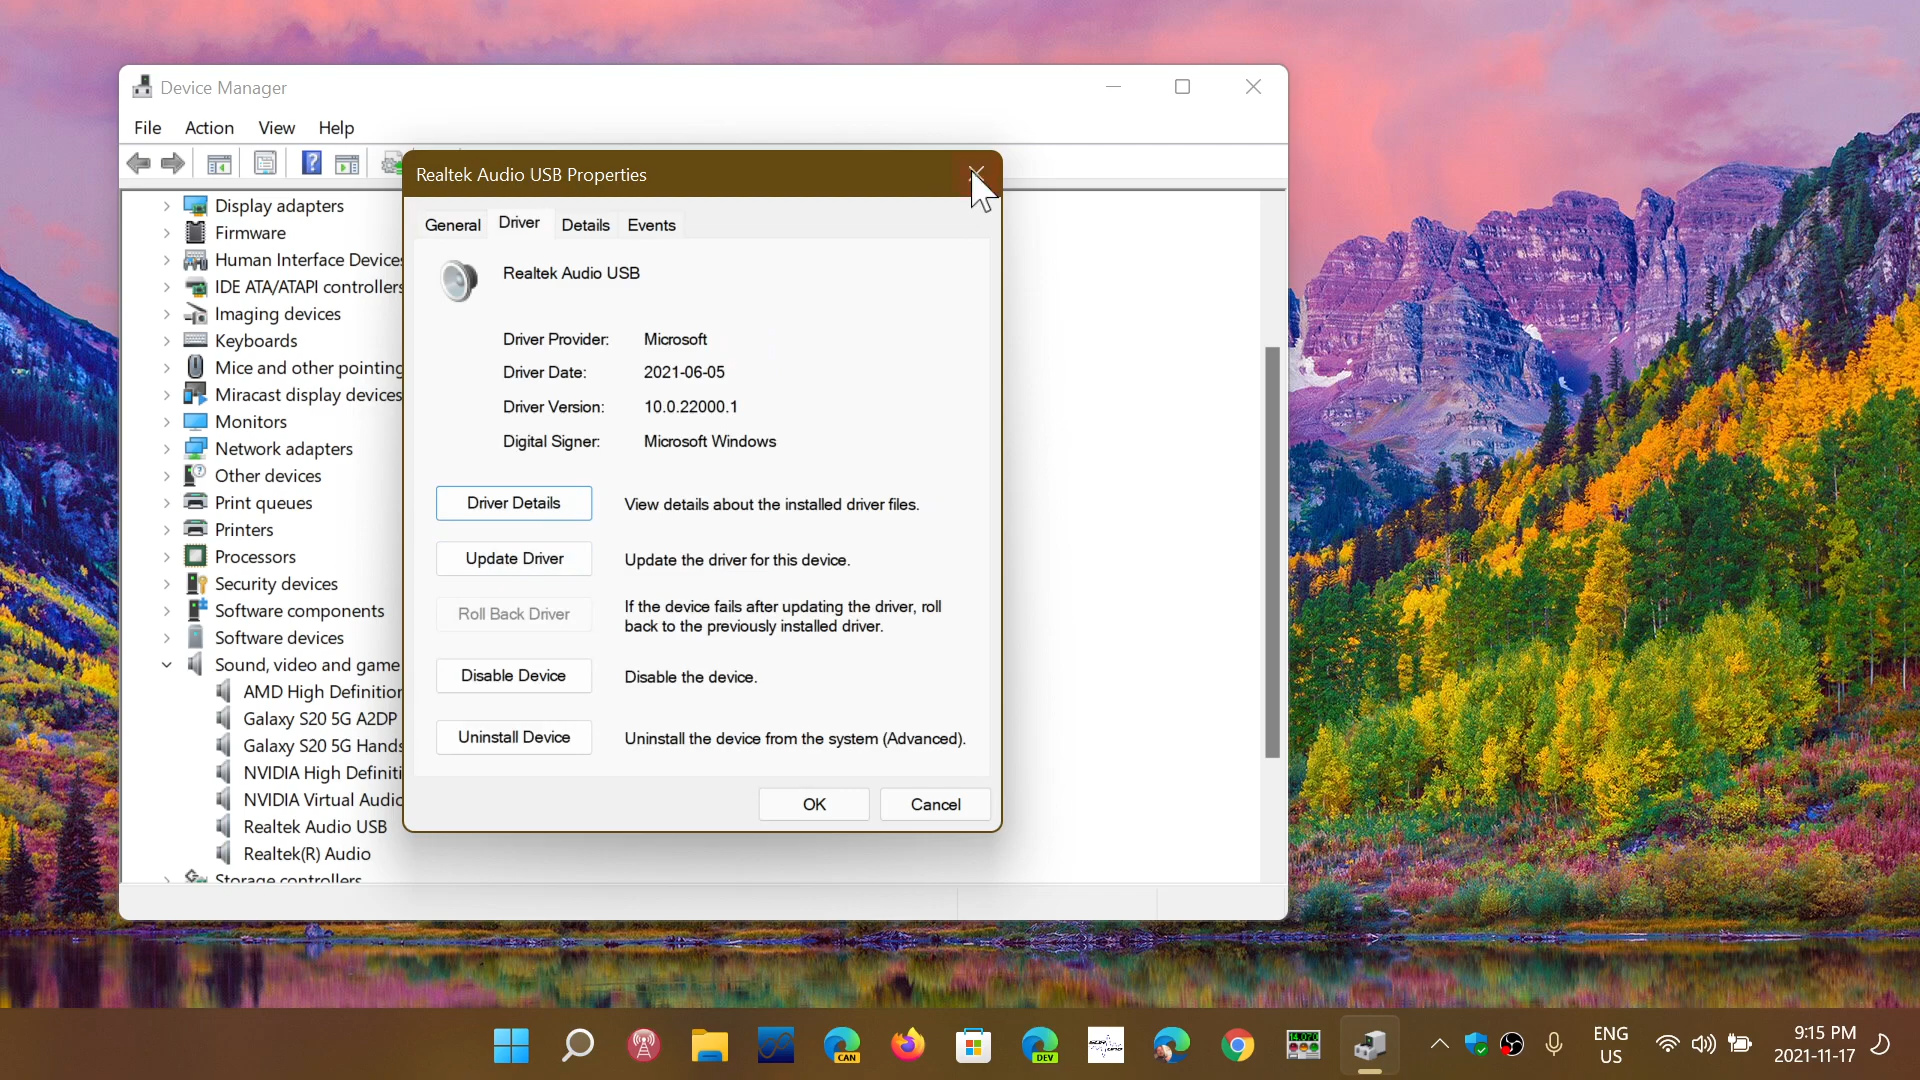 Device Manager
File Action View Help
Realtek Audio USB Properties
General Driver Details Events
Display adapters
Firmware
Human Interface Devices
IDE ATA/ATAPI controllers
Imaging devices
Keyboards
Mice and other pointing
Miracast display devices
Monitors
Network adapters
Other devices
Print queues
Printers
Processors
Security devices
Software components
Software devices
Sound, video and game
AMD High Definition
Galaxy S20 5G A2DP
Galaxy S20 5G Hands
NVIDIA High Definiti
NVIDIA Virtual Audio
Realtek Audio USB
Realtek(R) Audio
Storage controllers
Realtek Audio USB
Driver Provider: Microsoft
Driver Date: 2021-06-05
Driver Version: 10.0.22000.1
Digital Signer: Microsoft Windows
Driver Details View details about the installed driver files.
Update Driver Update the driver for this device.
Roll Back Driver If the device fails after updating the driver, roll
back to the previously installed driver.
Disable Device Disable the device.
Uninstall Device Uninstall the device from the system (Advanced).
OK Cancel
CAN
DEV
14.070
ENG
US
9:15 PM
2021-11-17